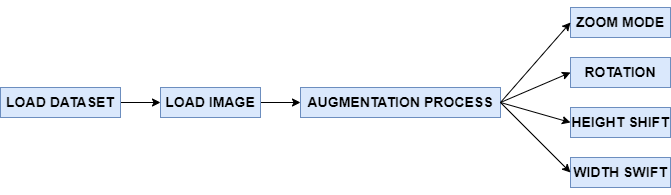 ZOOM MODE
ROTATION
LOAD DATASET
LOAD IMAGE
AUGMENTATION PROCESS
HEIGHT SHIFT
WIDTH SWIFT